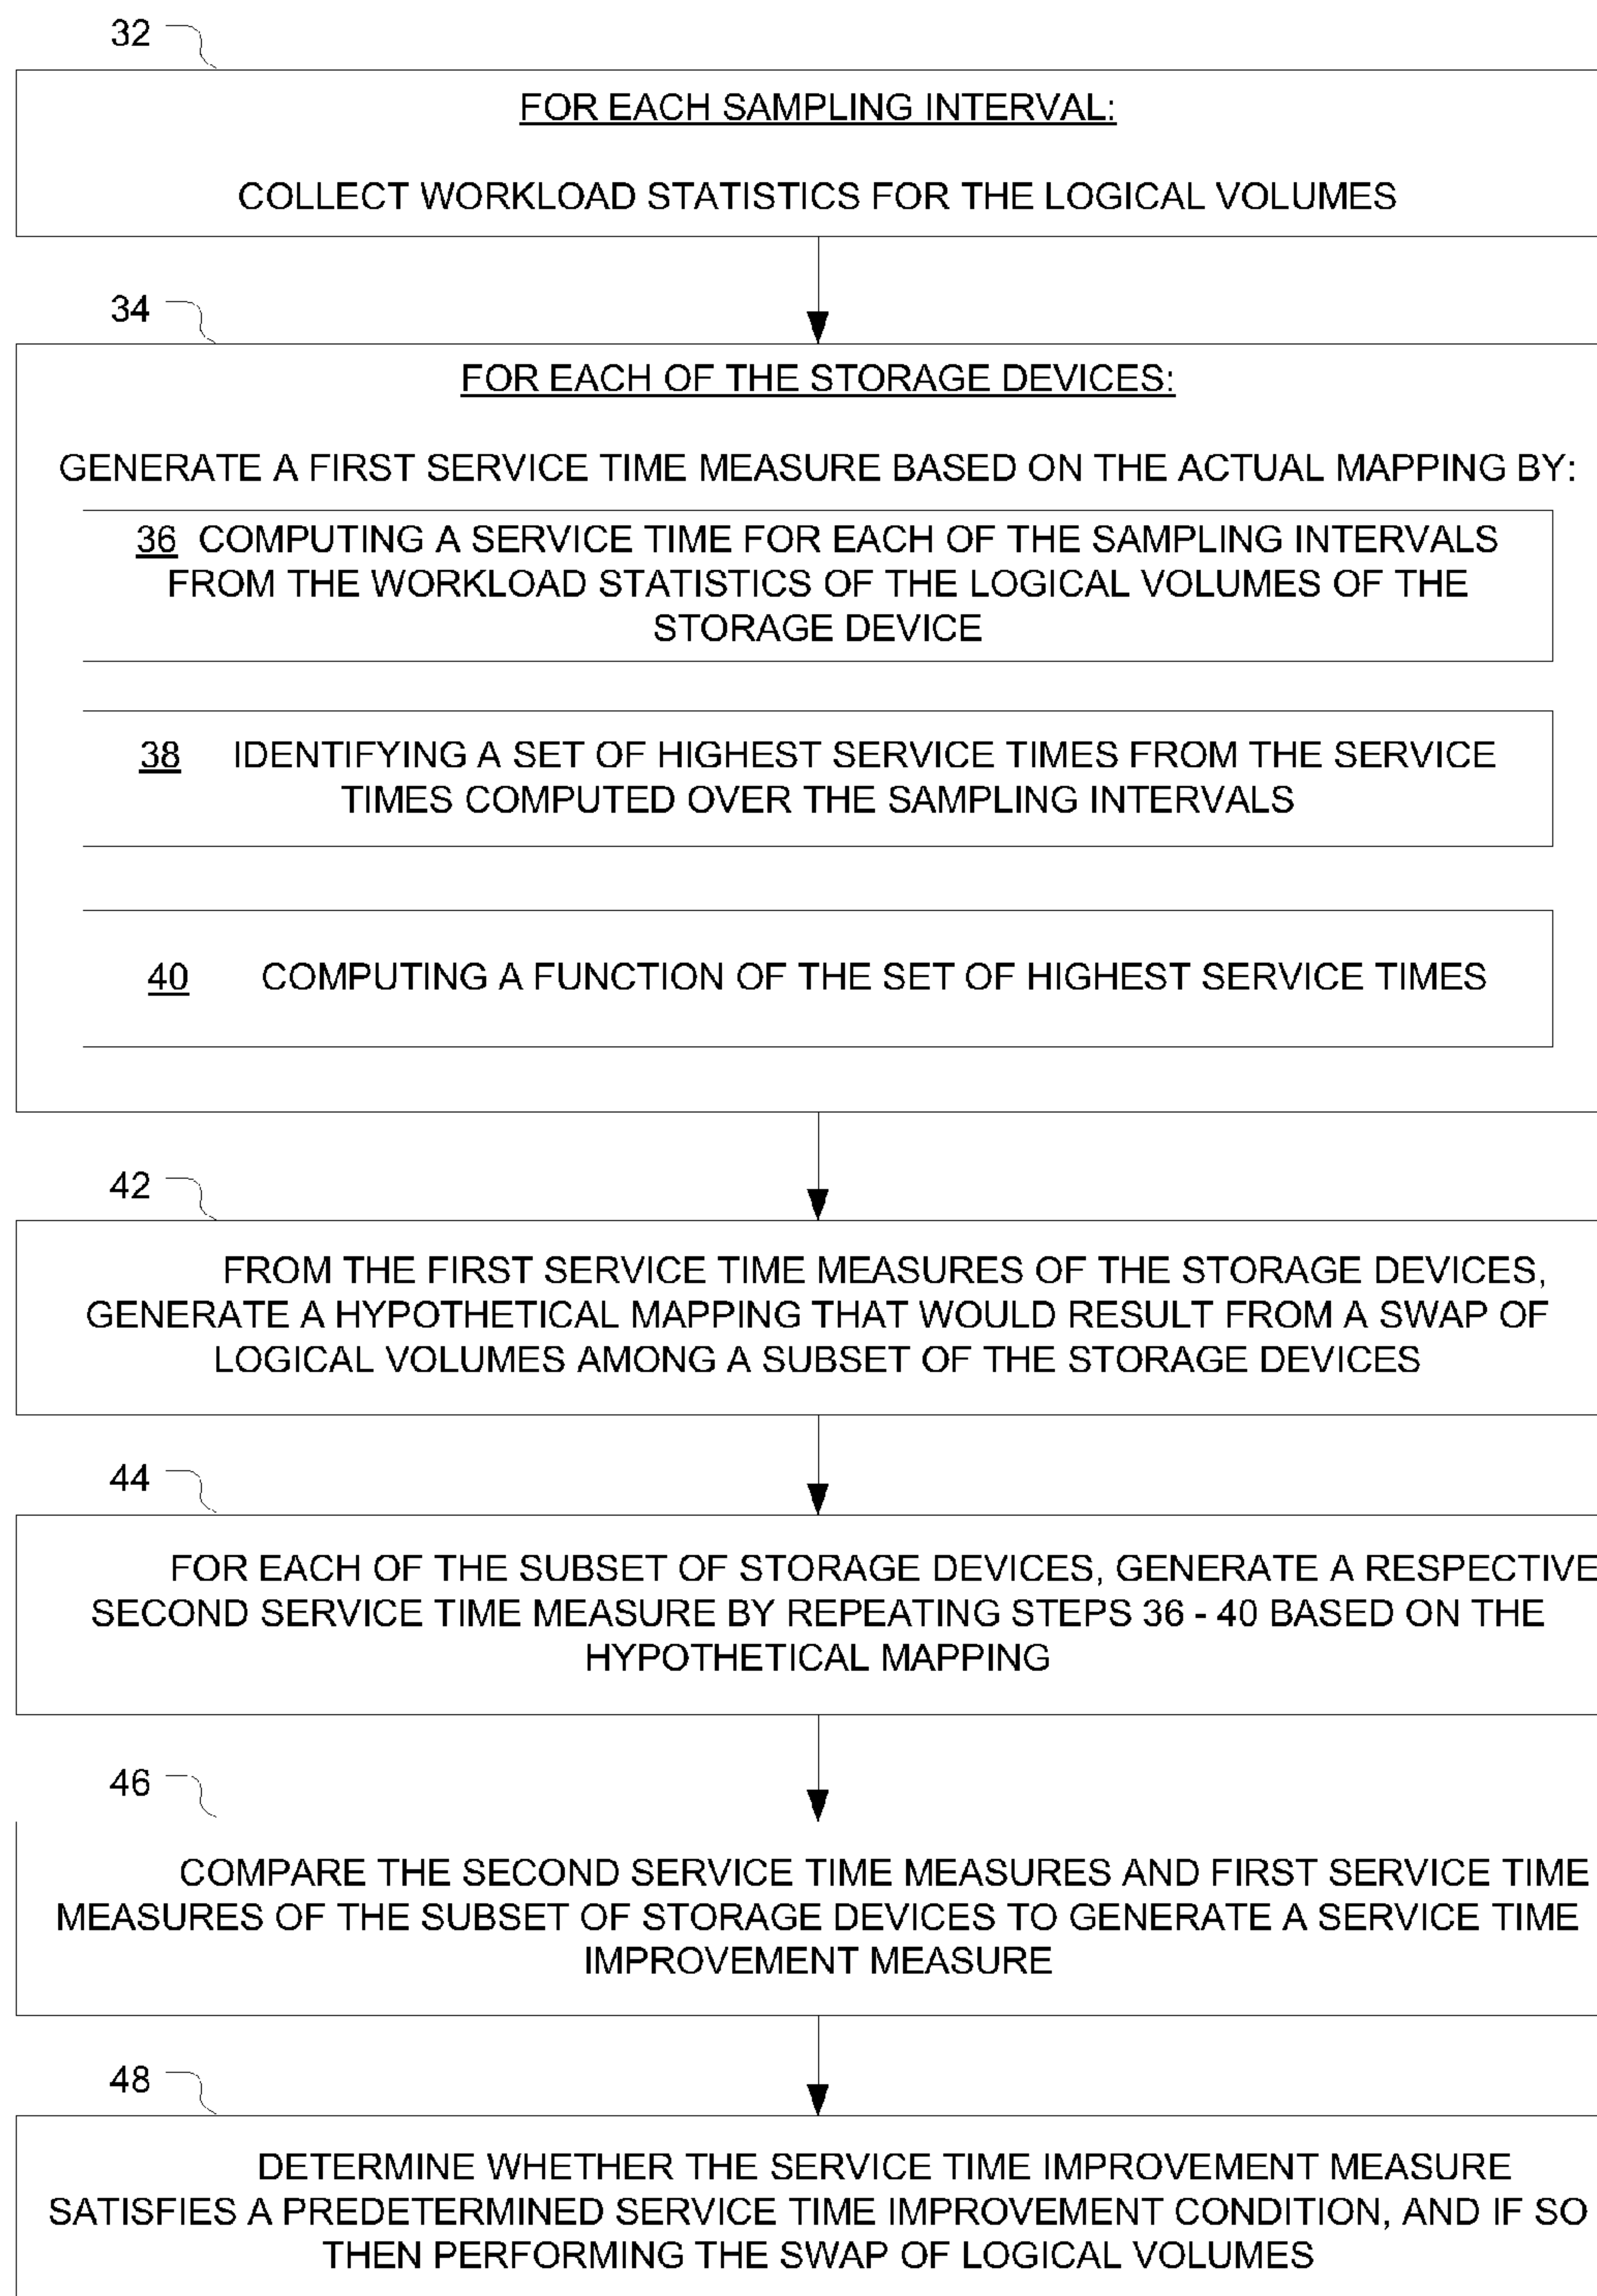 32
FOR EACH SAMPLING INTERVAL:
COLLECT WORKLOAD STATISTICS FOR THE LOGICAL VOLUMES
34
FOR EACH OF THE STORAGE DEVICES:
GENERATE A FIRST SERVICE TIME MEASURE BASED ON THE ACTUAL MAPPING BY:
36 COMPUTING A SERVICE TIME FOR EACH OF THE SAMPLING INTERVALS
FROM THE WORKLOAD STATISTICS OF THE LOGICAL VOLUMES OF THE
STORAGE DEVICE
38 IDENTIFYING A SET OF HIGHEST SERVICE TIMES FROM THE SERVICE
TIMES COMPUTED OVER THE SAMPLING INTERVALS
40 COMPUTING A FUNCTION OF THE SET OF HIGHEST SERVICE TIMES
42
FROM THE FIRST SERVICE TIME MEASURES OF THE STORAGE DEVICES,
GENERATE A HYPOTHETICAL MAPPING THAT WOULD RESULT FROM A SWAP OF
LOGICAL VOLUMES AMONG A SUBSET OF THE STORAGE DEVICES
44
FOR EACH OF THE SUBSET OF STORAGE DEVICES, GENERATE A RESPECTIVE
SECOND SERVICE TIME MEASURE BY REPEATING STEPS 36 - 40 BASED ON THE
HYPOTHETICAL MAPPING
46
COMPARE THE SECOND SERVICE TIME MEASURES AND FIRST SERVICE TIME
MEASURES OF THE SUBSET OF STORAGE DEVICES TO GENERATE A SERVICE TIME
IMPROVEMENT MEASURE
48
DETERMINE WHETHER THE SERVICE TIME IMPROVEMENT MEASURE
SATISFIES A PREDETERMINED SERVICE TIME IMPROVEMENT CONDITION, AND IF SO
THEN PERFORMING THE SWAP OF LOGICAL VOLUMES